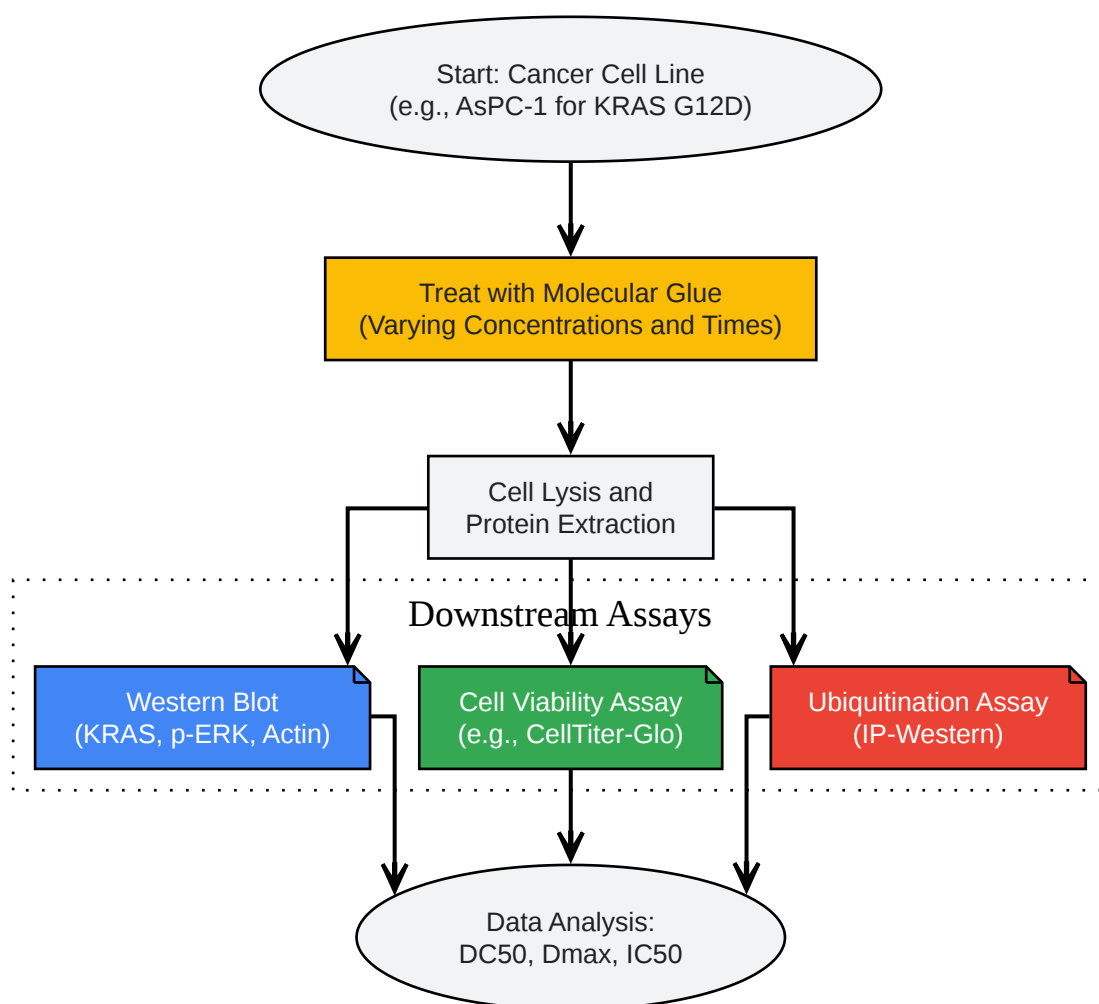 Start: Cancer Cell Line
(e.g., AsPC-1 for KRAS G12D)
Treat with Molecular Glue
(Varying Concentrations and Times)
Cell Lysis and
Protein Extraction
Downstream Assays
Western Blot
(KRAS, p-ERK, Actin)
Cell Viability Assay
(e.g., CellTiter-Glo)
Ubiquitination Assay
(IP-Western)
Data Analysis:
DC50, Dmax, IC50